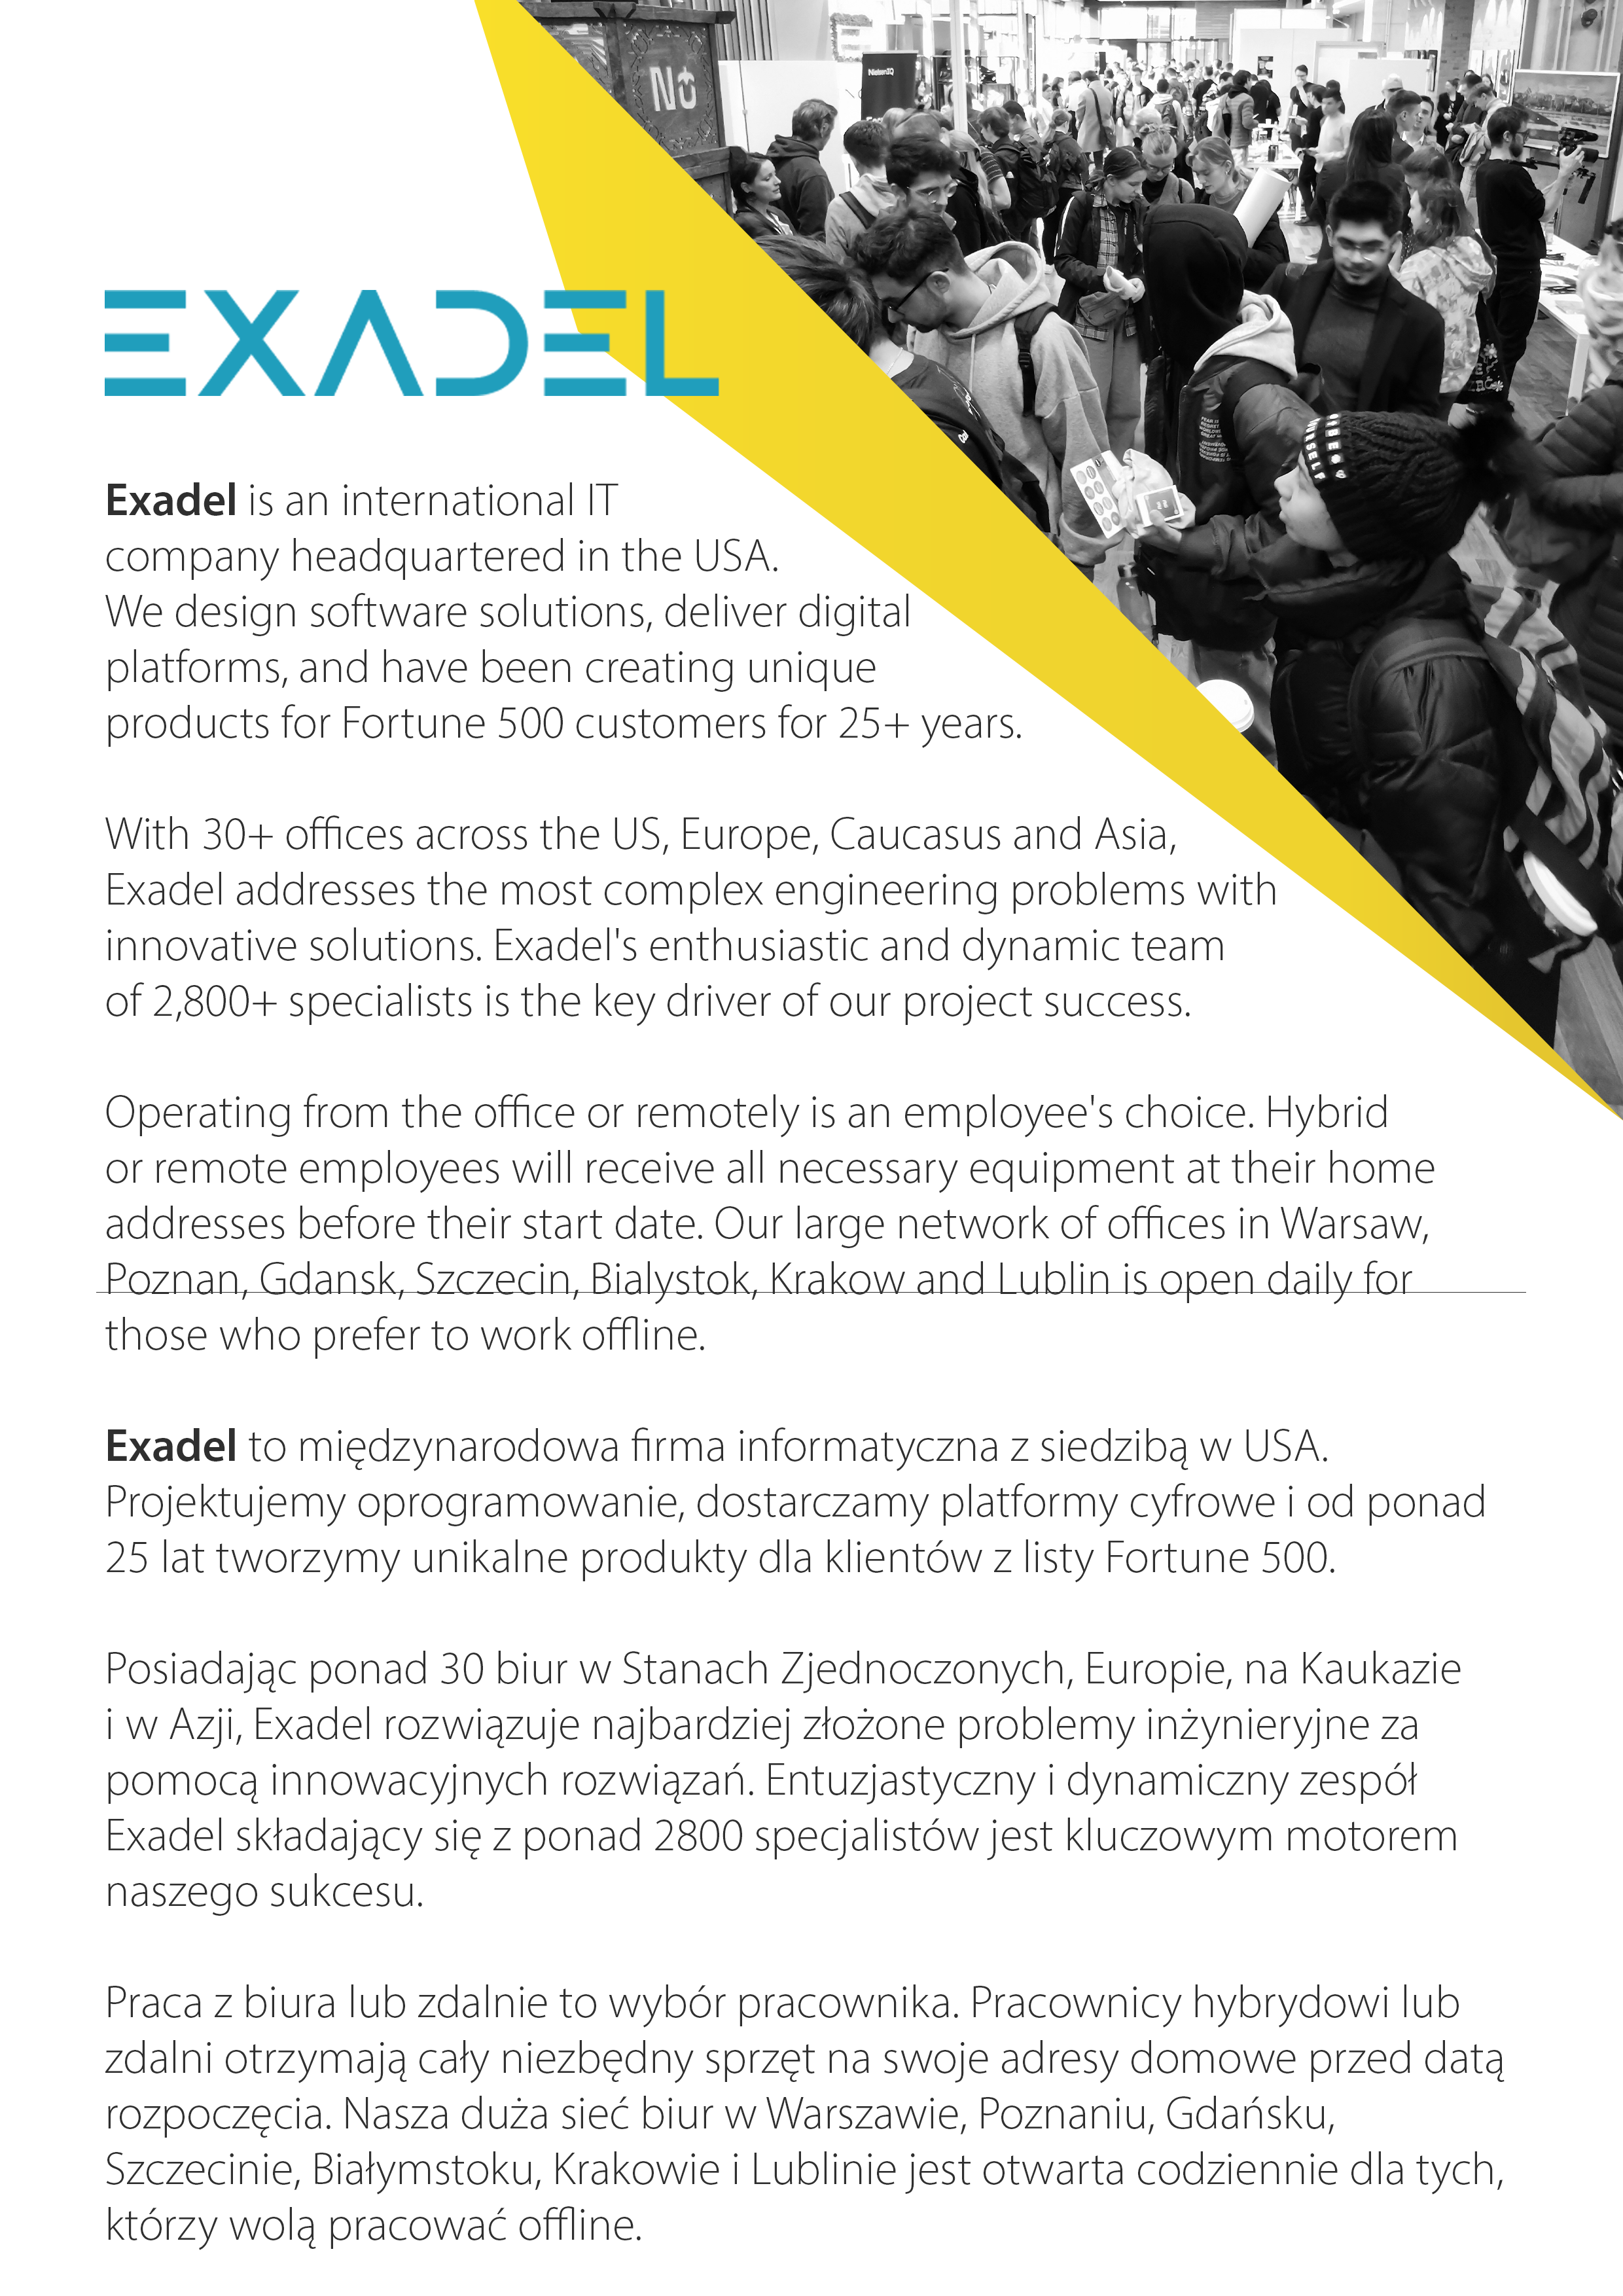 NO
EXADEL
Exadel is an international IT
company headquartered in the USA.
We design software solutions, deliver digital
platforms, and have been creating unique
products for Fortune 500 customers for 25+ years.
With 30+ offices across the US, Europe, Caucasus and Asia,
Exadel addresses the most complex engineering problems with
innovative solutions. Exadel's enthusiastic and dynamic team
of 2,800+ specialists is the key driver of our project success.
Operating from the office or remotely is an employee's choice. Hybrid
or remote employees will receive all necessary equipment at their home
addresses before their start date. Our large network of offices in Warsaw,
Poznan, Gdansk, Szczecin, Bialystok, Krakow and Lublin is open daily for
those who prefer to work offline.
Exadel to międzynarodowa firma informatyczna z siedzibą w USA.
Projektujemy oprogramowanie, dostarczamy platformy cyfrowe i od ponad
25 lat tworzymy unikalne produkty dla klientów z listy Fortune 500.
Posiadając ponad 30 biur w Stanach Zjednoczonych, Europie, na Kaukazie
i w Azji, Exadel rozwiązuje najbardziej złożone problemy inżynieryjne za
pomocą innowacyjnych rozwiązań. Entuzjastyczny i dynamiczny zespół
Exadel składający się z ponad 2800 specjalistów jest kluczowym motorem
naszego sukcesu.
Praca z biura lub zdalnie to wybór pracownika. Pracownicy hybrydowi lub
zdalni otrzymają cały niezbędny sprzęt na swoje adresy domowe przed datą
rozpoczęcia. Nasza duża sieć biur w Warszawie, Poznaniu, Gdańsku,
Szczecinie, Białymstoku, Krakowie i Lublinie jest otwarta codziennie dla tych,
którzy wolą pracować offline.